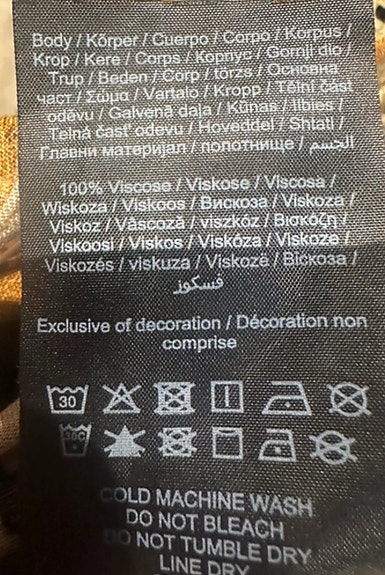 Body / Körper / Cuerpo / Corpo / Korpus /
Krop / Kere / Corps / Корпус / Gornji dio /
Trup / Beden / Corp / törzs / Основна
част / Σώμα / Vartalo / Kropp / Tělní část
oděvu / Galvenā daļa / Kūnas / Ilbies /
Telná časť odevu / Hoveddel / Shtati /
Главни материјал / полотнище / الجسم
100% Viscose / Viskose / Viscosa /
Wiskoza / Viskoos / Вискоза / Viskoza /
Viskoz / Vâscoză / viszkóz / Βισκόζη /
Viskoosi / Viskos / Viskóza / Viskoze /
Viskozés / viskuza / Viskozë / Віскоза /
فسكوز
Exclusive of decoration / Décoration non
comprise
30
30C
COLD MACHINE WASH
DO NOT BLEACH
DO NOT TUMBLE DRY
LINE DRY